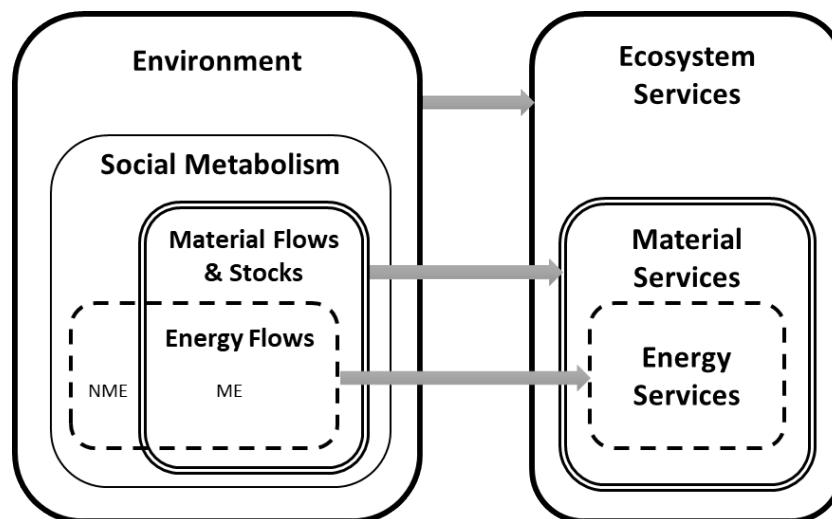 Environment
Social Metabolism
Material Flows
& Stocks
Energy Flows
NME
ME
Ecosystem
Services
Material
Services
Energy
Services